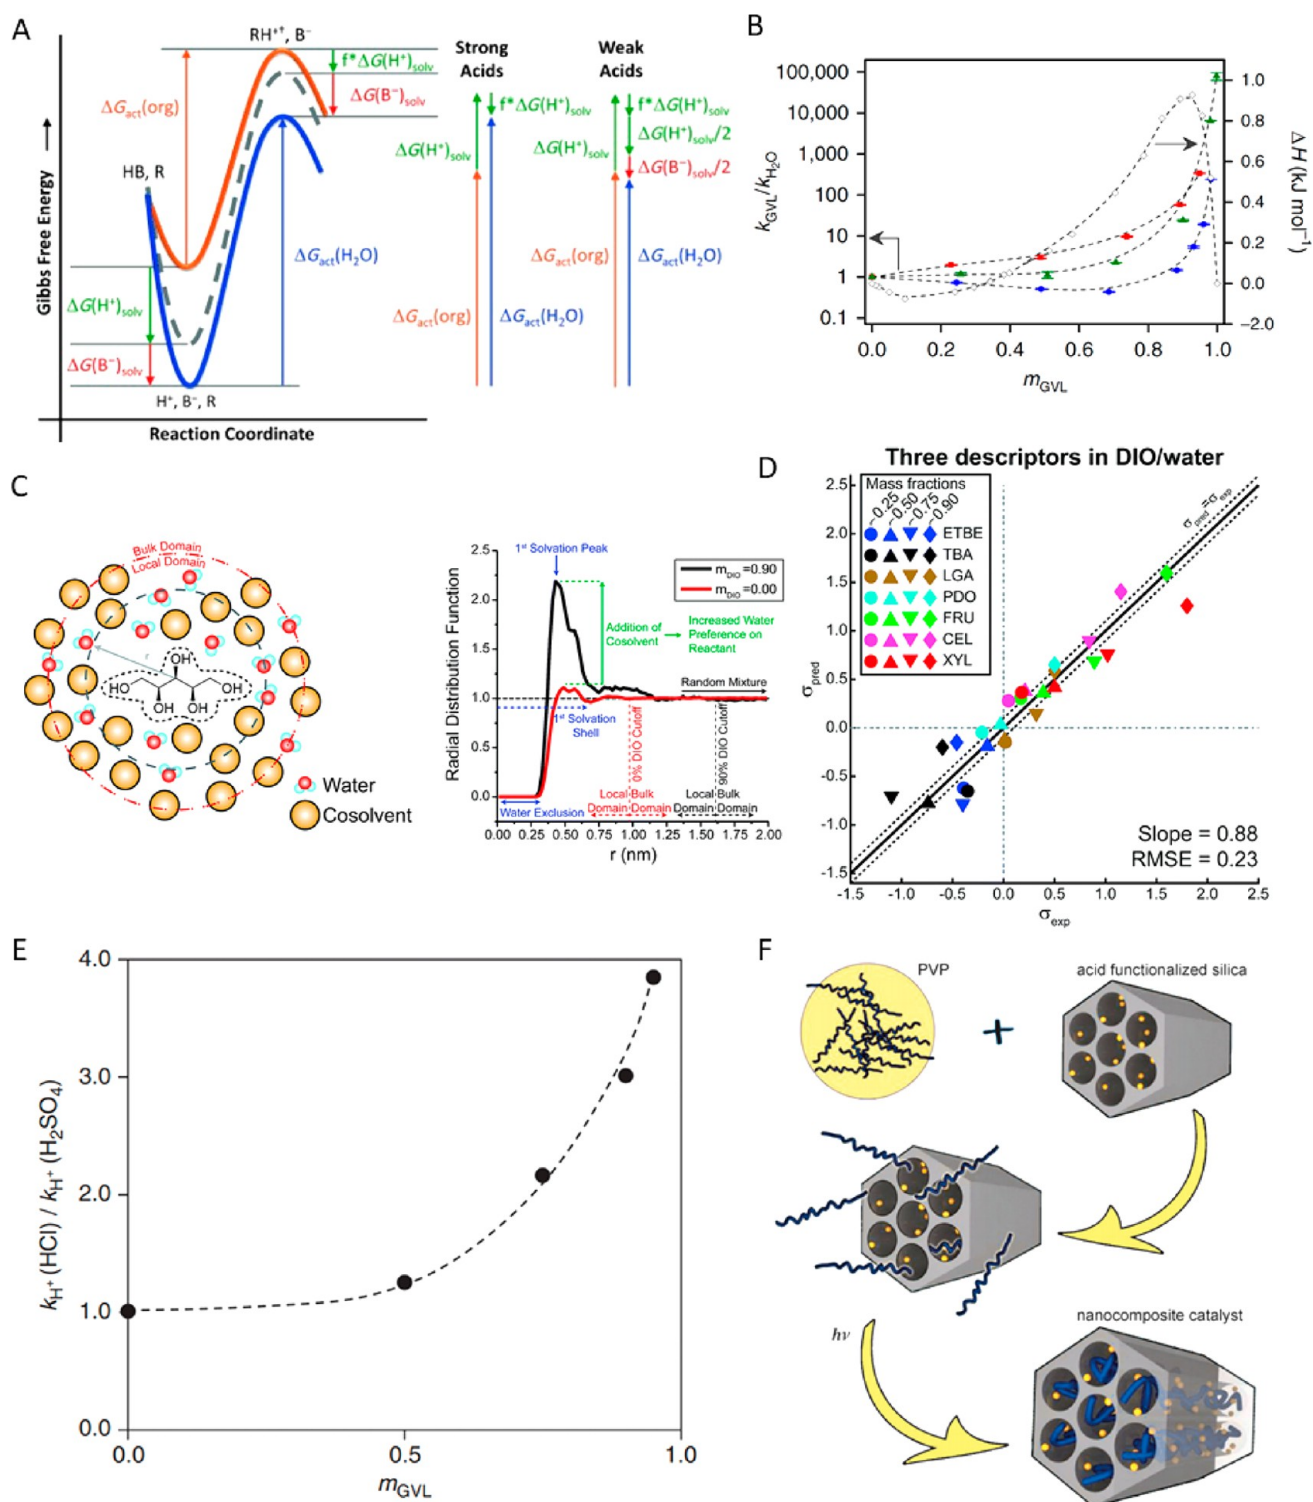 A
RH⁺†, B⁻
f*ΔG(H⁺)solv
ΔG(B⁻)solv
ΔGact(org)
HB, R
ΔG(H⁺)solv
ΔG(B⁻)solv
ΔGact(H₂O)
H⁺, B⁻, R
Gibbs Free Energy
Reaction Coordinate
Strong
Acids
f*ΔG(H⁺)solv
ΔG(H⁺)solv
ΔGact(org)
ΔGact(H₂O)
Weak
Acids
f*ΔG(H⁺)solv
ΔG(H⁺)solv/2
ΔG(H⁺)solv
ΔG(B⁻)solv/2
ΔGact(org)
ΔGact(H₂O)
B
kGVL/kH₂O
100,000
10,000
1,000
100
10
1
0.1
0.0 0.2 0.4 0.6 0.8 1.0
mGVL
1.0
0.8
0.6
0.4
0.2
0.0
−2.0
ΔH (kJ mol⁻¹)
C
Bulk Domain
Local Domain
r
OH
HO
OH
OH
OH
Water
Cosolvent
Radial Distribution Function
2.5
2.0
1.5
1.0
0.5
0.0
1st Solvation Peak
mDIO=0.90
mDIO=0.00
Addition of
Cosolvent
Increased Water
Preference on
Reactant
Random Mixture
1st Solvation
Shell
0% DIO Cutoff
90% DIO Cutoff
Local Bulk
Domain Domain
Local Bulk
Domain Domain
Water Exclusion
0.00 0.25 0.50 0.75 1.00 1.25 1.50 1.75 2.00
r (nm)
D
Three descriptors in DIO/water
Mass fractions
0.25
0.50
0.75
0.90
ETBE
TBA
LGA
PDO
FRU
CEL
XYL
σpred=σexp
σpred
2.5
2.0
1.5
1.0
0.5
0.0
-0.5
-1.0
-1.5
Slope = 0.88
RMSE = 0.23
-1.5 -1.0 -0.5 0.0 0.5 1.0 1.5 2.0 2.5
σexp
E
kH⁺ (HCl) / kH⁺ (H₂SO₄)
4.0
3.0
2.0
1.0
0.0
0.0 0.5 1.0
mGVL
F
PVP
+
acid functionalized silica
hν
nanocomposite catalyst